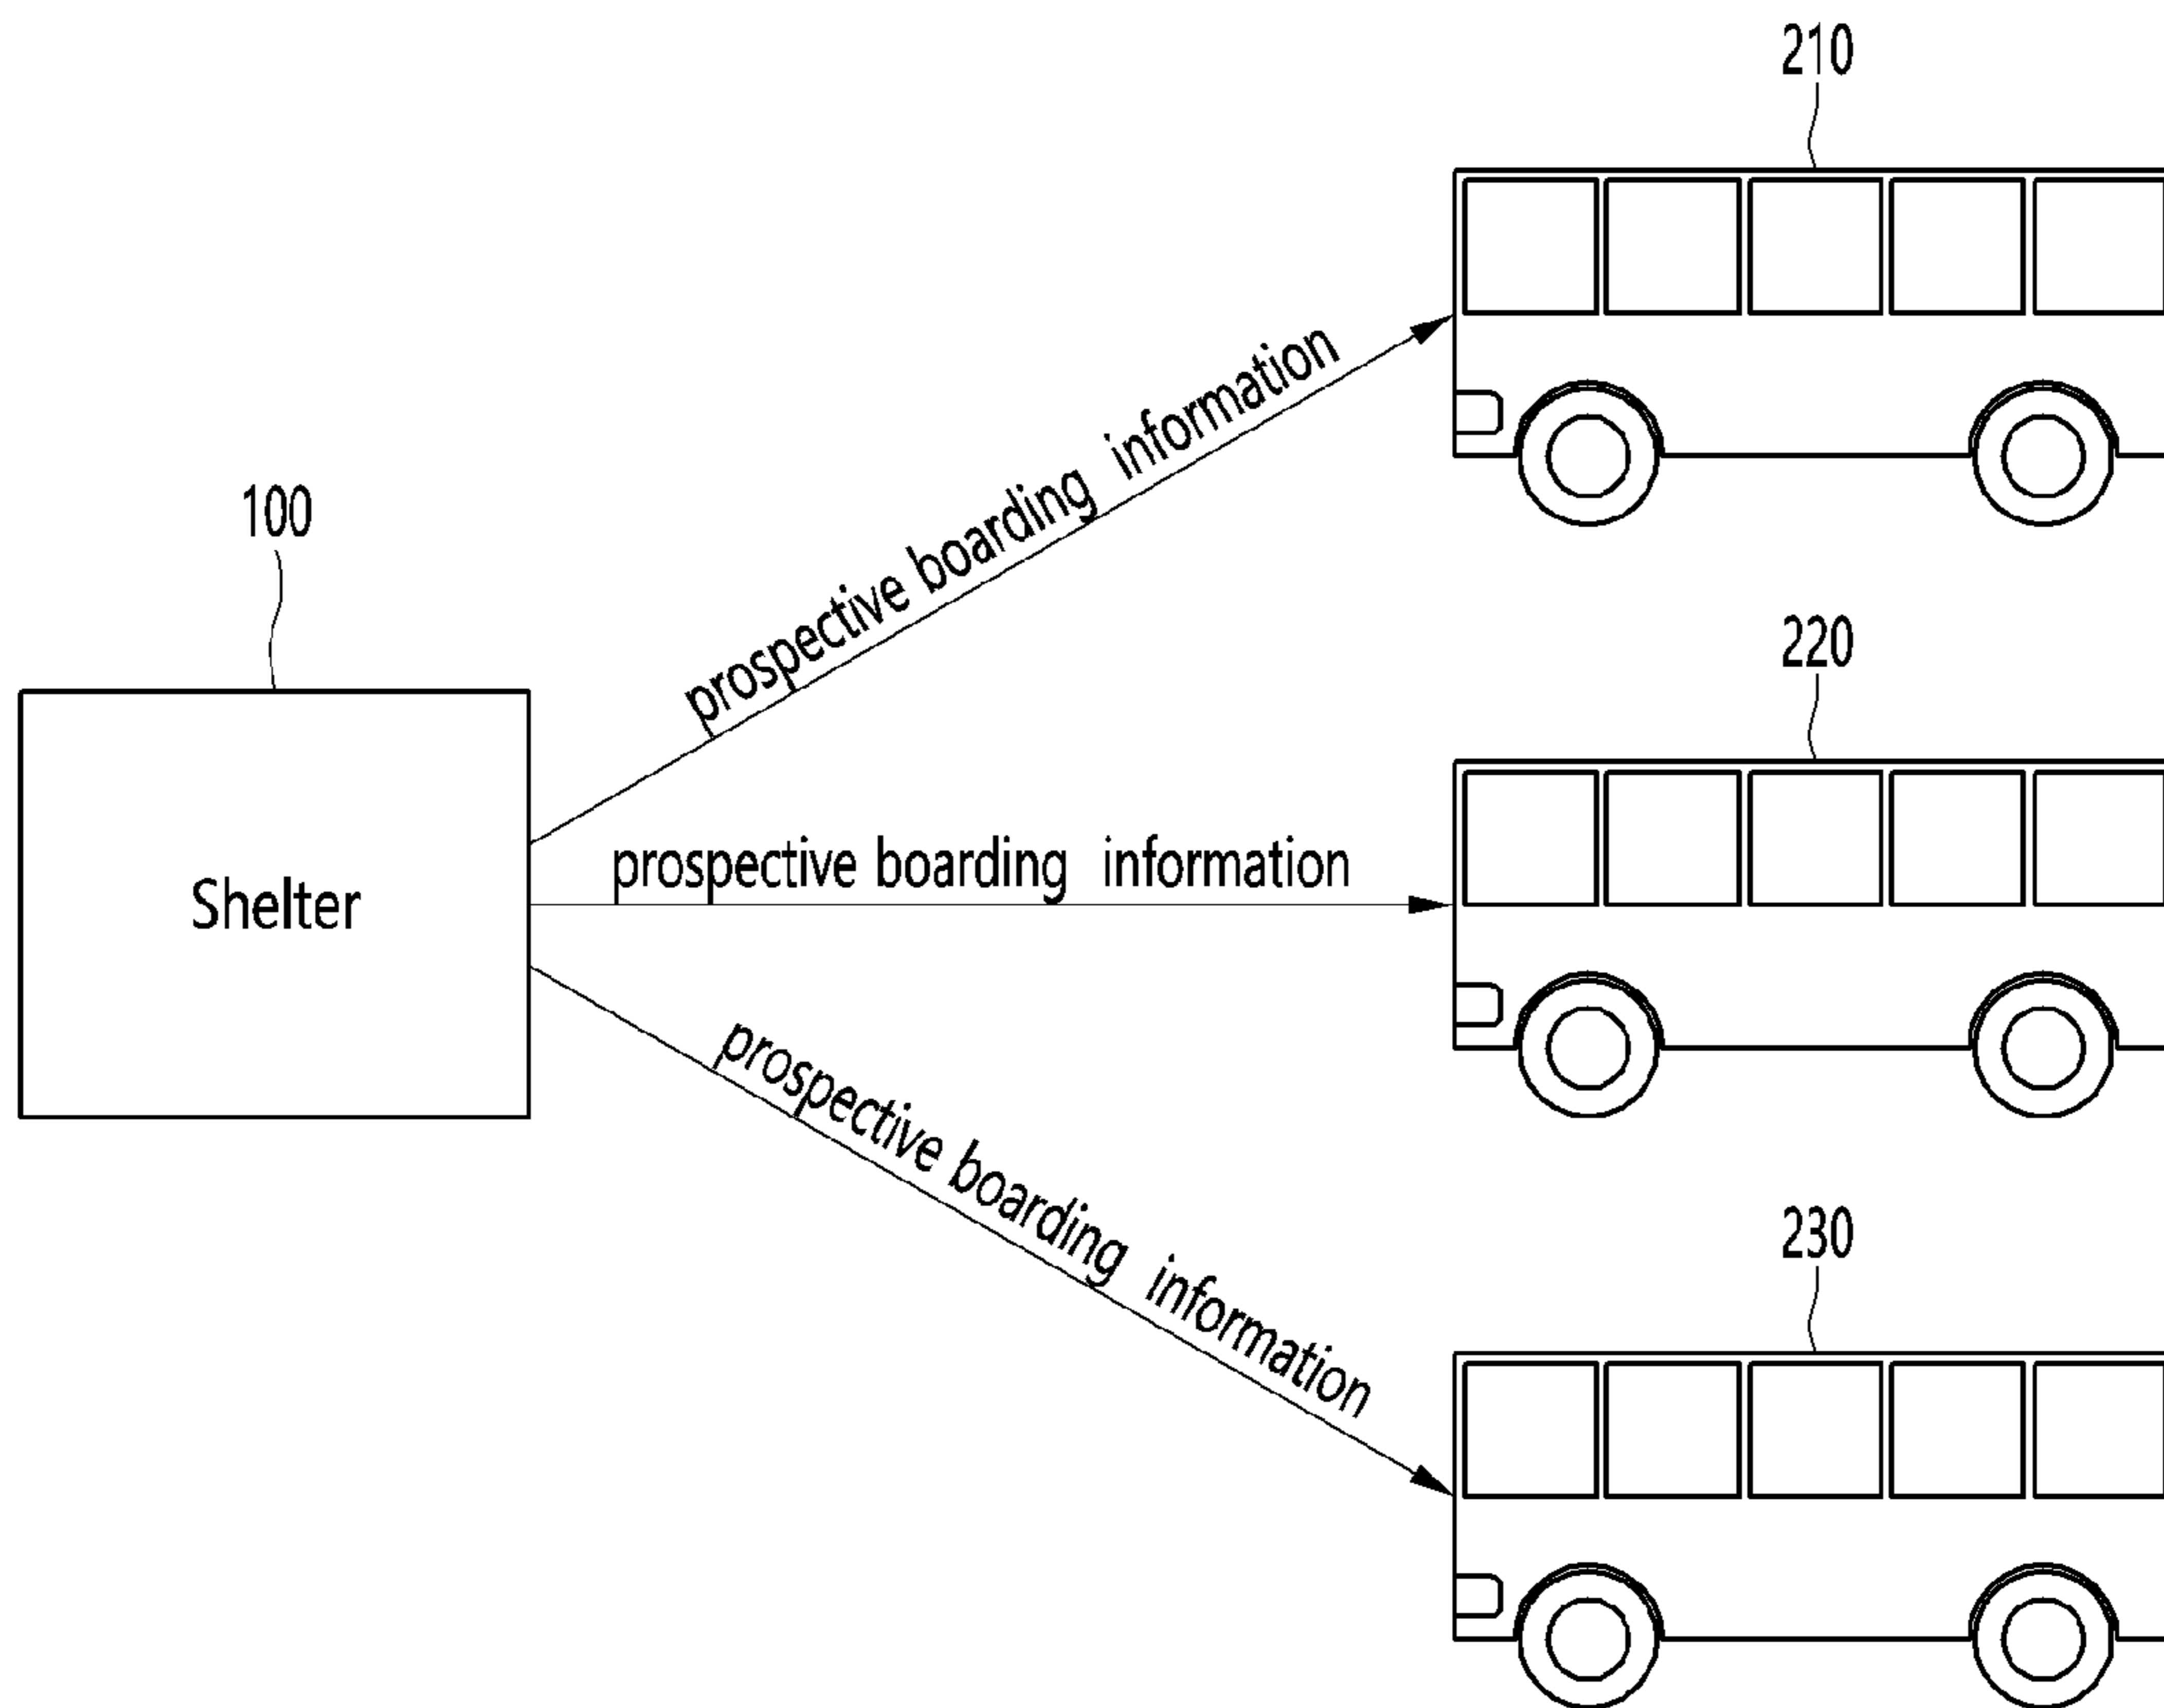 210
prospective boarding information
100
220
Shelter
prospective boarding information
230
prospective boarding information